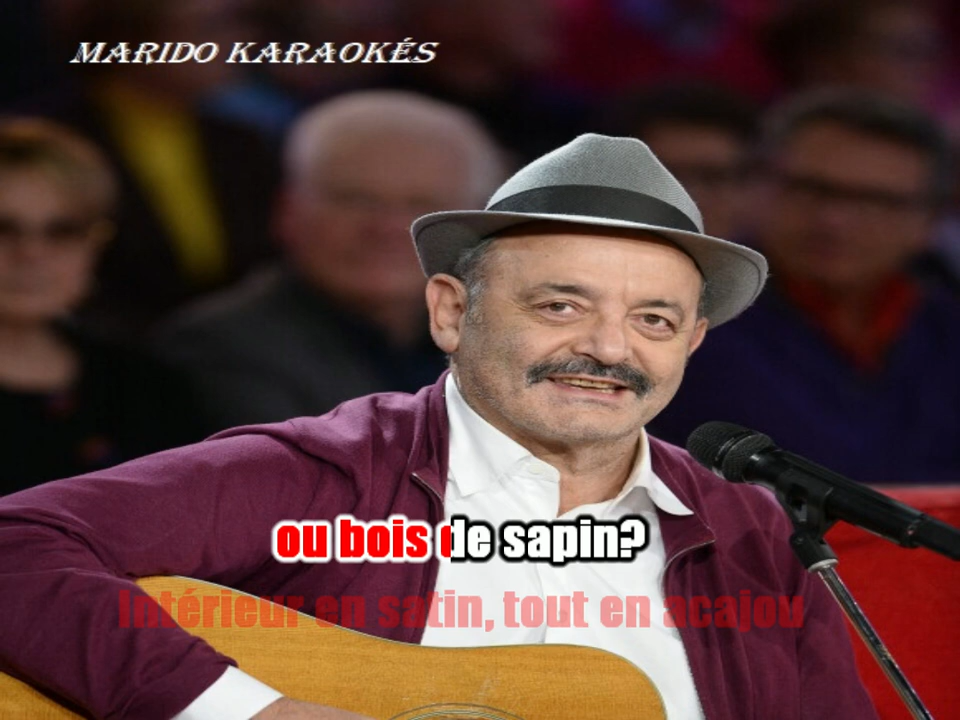 MARIDO KARAOKÉS
ou bois de sapin?
Intérieur en satin, tout en acajou